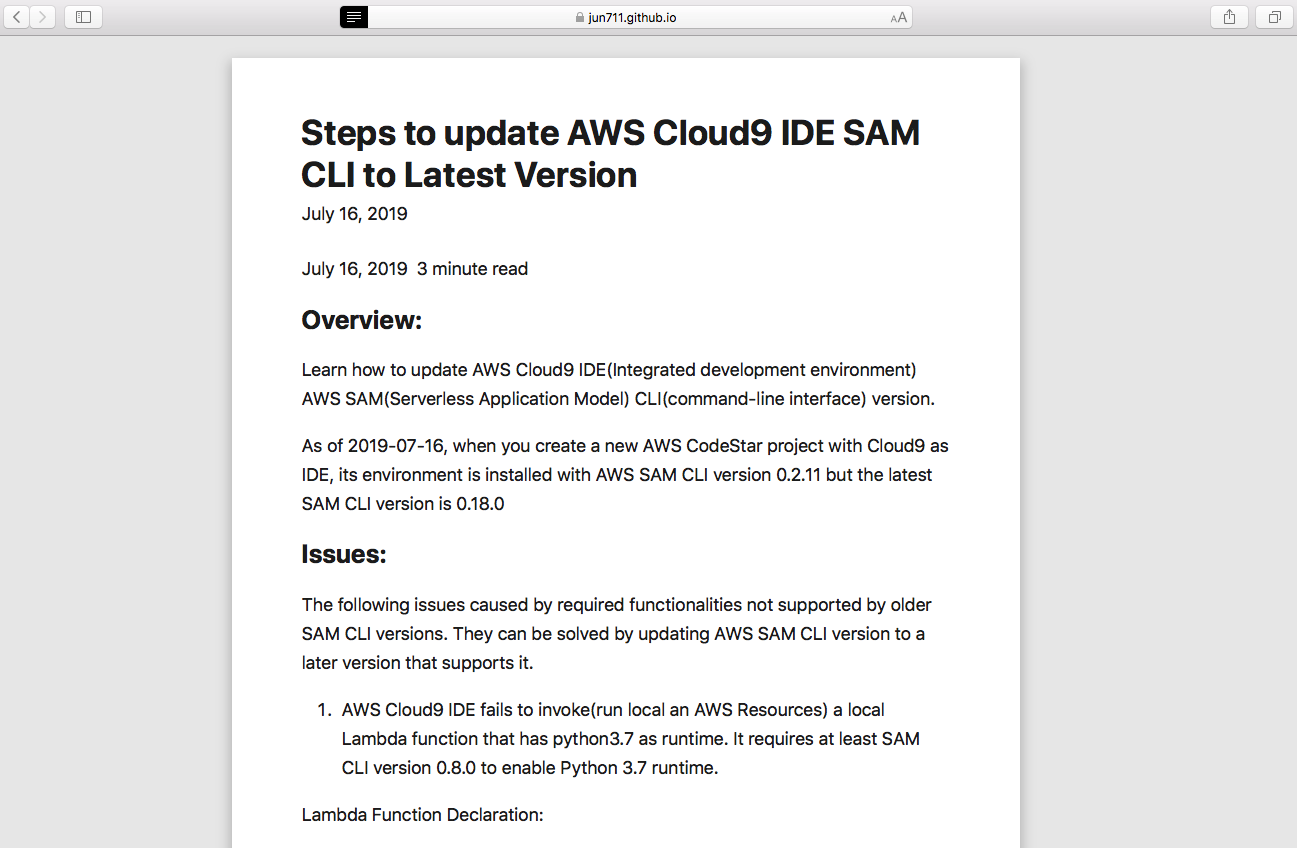 jun711.github.io
AA
Steps to update AWS Cloud9 IDE SAM
CLI to Latest Version
July 16, 2019
July 16, 2019 3 minute read
Overview:
Learn how to update AWS Cloud9 IDE(Integrated development environment)
AWS SAM(Serverless Application Model) CLI(command-line interface) version.
As of 2019-07-16, when you create a new AWS CodeStar project with Cloud9 as
IDE, its environment is installed with AWS SAM CLI version 0.2.11 but the latest
SAM CLI version is 0.18.0
Issues:
The following issues caused by required functionalities not supported by older
SAM CLI versions. They can be solved by updating AWS SAM CLI version to a
later version that supports it.
1. AWS Cloud9 IDE fails to invoke(run local an AWS Resources) a local
Lambda function that has python3.7 as runtime. It requires at least SAM
CLI version 0.8.0 to enable Python 3.7 runtime.
Lambda Function Declaration: